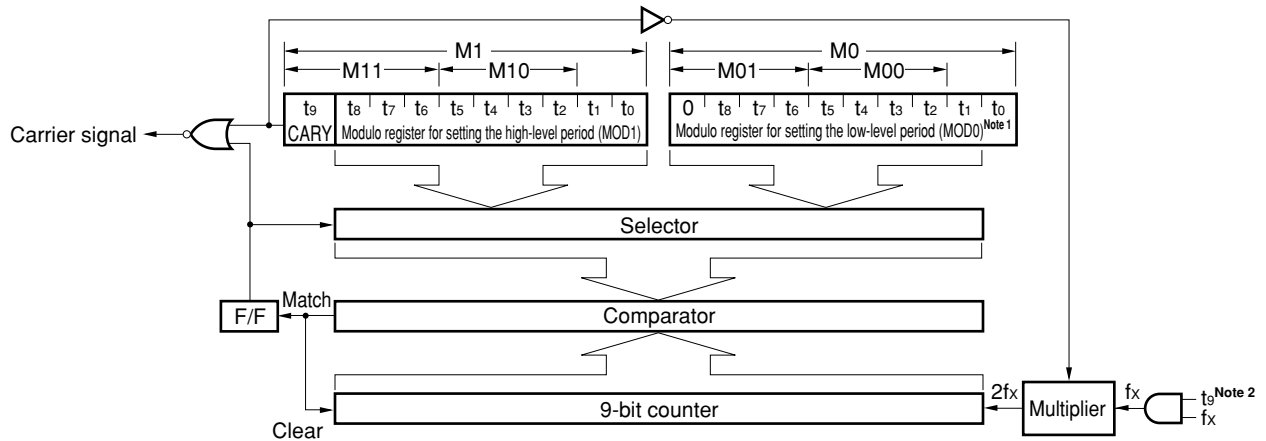 M1
M0
M11
M10
M01
M00
t9 t8 t7 t6 t5 t4 t3 t2 t1 t0
0 t8 t7 t6 t5 t4 t3 t2 t1 t0
Carrier signal
CARY
Modulo register for setting the high-level period (MOD1)
Modulo register for setting the low-level period (MOD0)Note 1
Selector
F/F
Match
Comparator
Clear
9-bit counter
2fX
Multiplier
fX
t9Note 2
fX